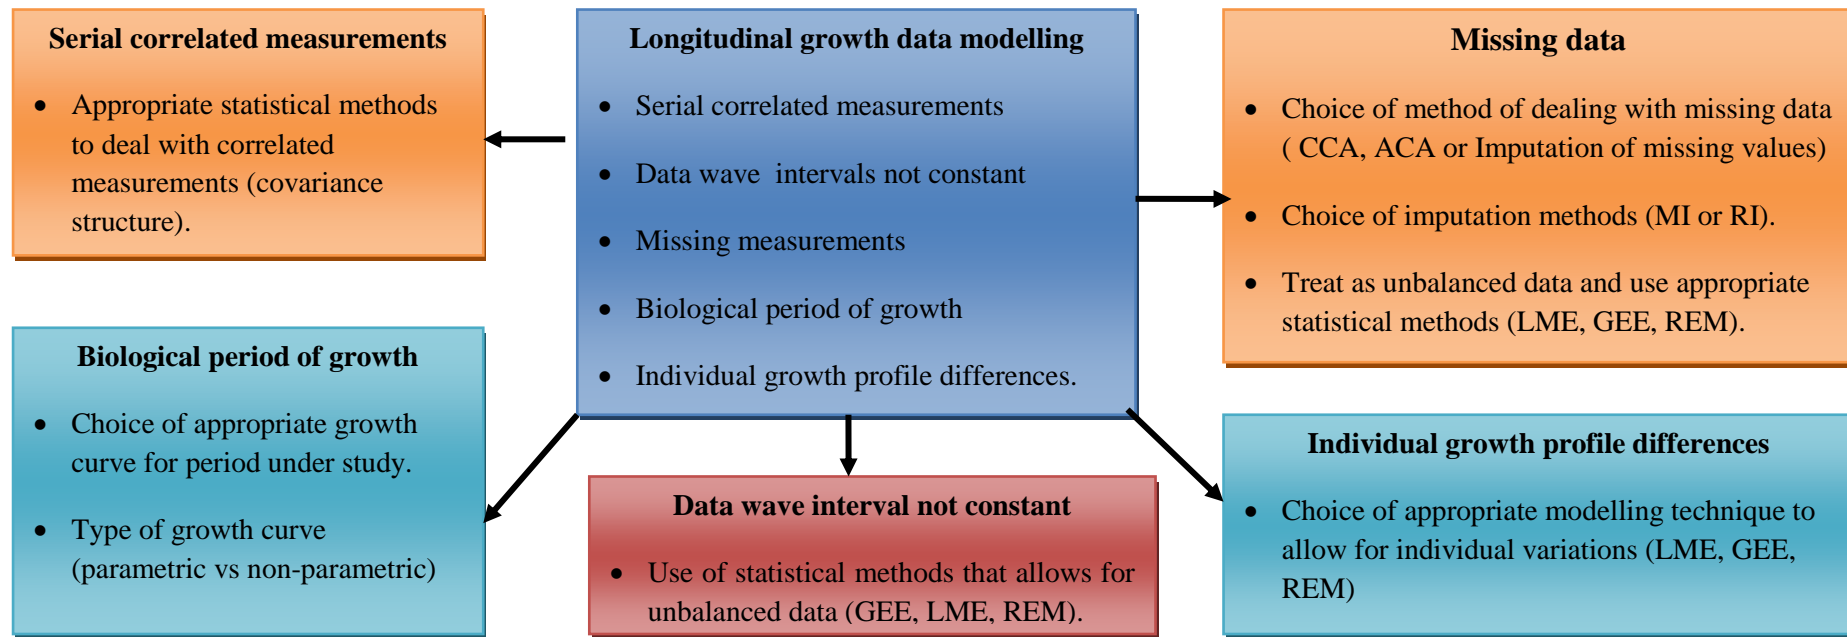 Serial correlated measurements
• Appropriate statistical methods
to deal with correlated
measurements (covariance
structure).
Longitudinal growth data modelling
• Serial correlated measurements
• Data wave intervals not constant
• Missing measurements
• Biological period of growth
• Individual growth profile differences.
Missing data
• Choice of method of dealing with missing data
( CCA, ACA or Imputation of missing values)
• Choice of imputation methods (MI or RI).
• Treat as unbalanced data and use appropriate
statistical methods (LME, GEE, REM).
Biological period of growth
• Choice of appropriate growth
curve for period under study.
• Type of growth curve
(parametric vs non-parametric)
Data wave interval not constant
• Use of statistical methods that allows for
unbalanced data (GEE, LME, REM).
Individual growth profile differences
• Choice of appropriate modelling technique to
allow for individual variations (LME, GEE,
REM)